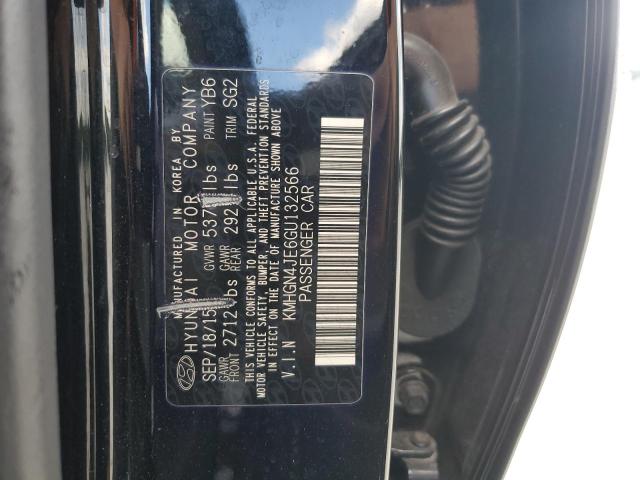 MANUFACTURED IN KOREA BY
HYUNDAI MOTOR COMPANY
SEP/18/15 GVWR 537 lbs PAINT YB6
GAWR FRONT 2712 lbs GAWR REAR 292 lbs TRIM SG2
THIS VEHICLE CONFORMS TO ALL APPLICABLE U.S.A. FEDERAL
MOTOR VEHICLE SAFETY, BUMPER, AND THEFT PREVENTION STANDARDS
IN EFFECT ON THE DATE OF MANUFACTURE SHOWN ABOVE
V.I.N KMHGN4JE6GU132566
PASSENGER CAR